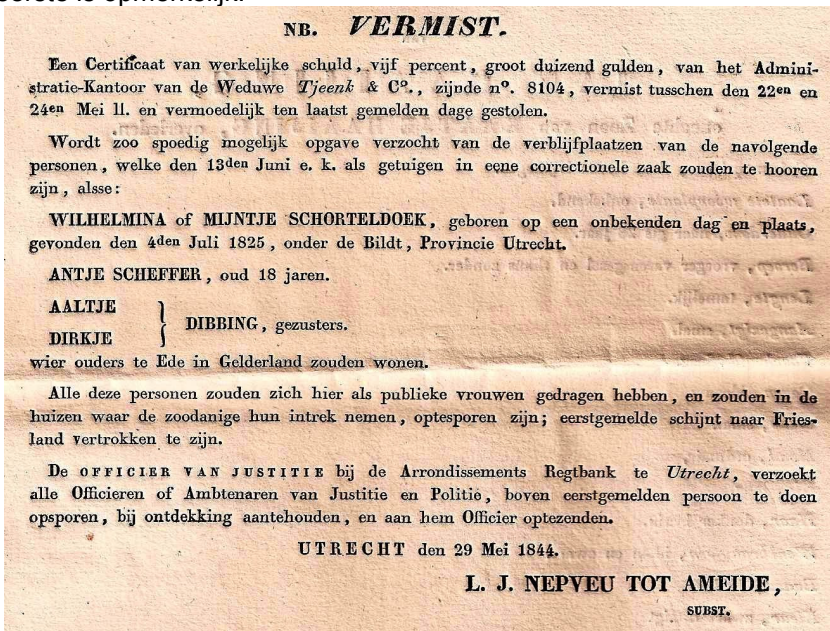 eerste is opmerkelijk.
NB. VERMIST.
Een Certificaat van werkelijke schuld, vijf percent, groot duizend gulden, van het Admini-
stratie-Kantoor van de Weduwe Tjeenk & Co., zijnde no. 8104, vermist tusschen den 22en en
24en Mei ll. en vermoedelijk ten laatst gemelden dage gestolen.
Wordt zoo spoedig mogelijk opgave verzocht van de verblijfplaatzen van de navolgende
personen, welke den 13den Juni e. k. als getuigen in eene correctionele zaak zouden te hooren
zijn, alsse:
WILHELMINA of MIJNTJE SCHORTELDOEK, geboren op een onbekenden dag en plaats,
gevonden den 4den Juli 1825, onder de Bildt, Provincie Utrecht.
ANTJE SCHEFFER, oud 18 jaren.
AALTJE
DIRKJE } DIBBING, gezusters.
wier ouders te Ede in Gelderland zouden wonen.
Alle deze personen zouden zich hier als publieke vrouwen gedragen hebben, en zouden in de
huizen waar de zoodanige hun intrek nemen, optesporen zijn; eerstgemelde schijnt naar Fries-
land vertrokken te zijn.
De OFFICIER VAN JUSTITIE bij de Arrondissements Regtbank te Utrecht, verzoekt
alle Officieren of Ambtenaren van Justitie en Politie, boven eerstgemelden persoon te doen
opsporen, bij ontdekking aantehouden, en aan hem Officier optezenden.
UTRECHT den 29 Mei 1844.
L. J. NEPVEU TOT AMEIDE,
SUBST.